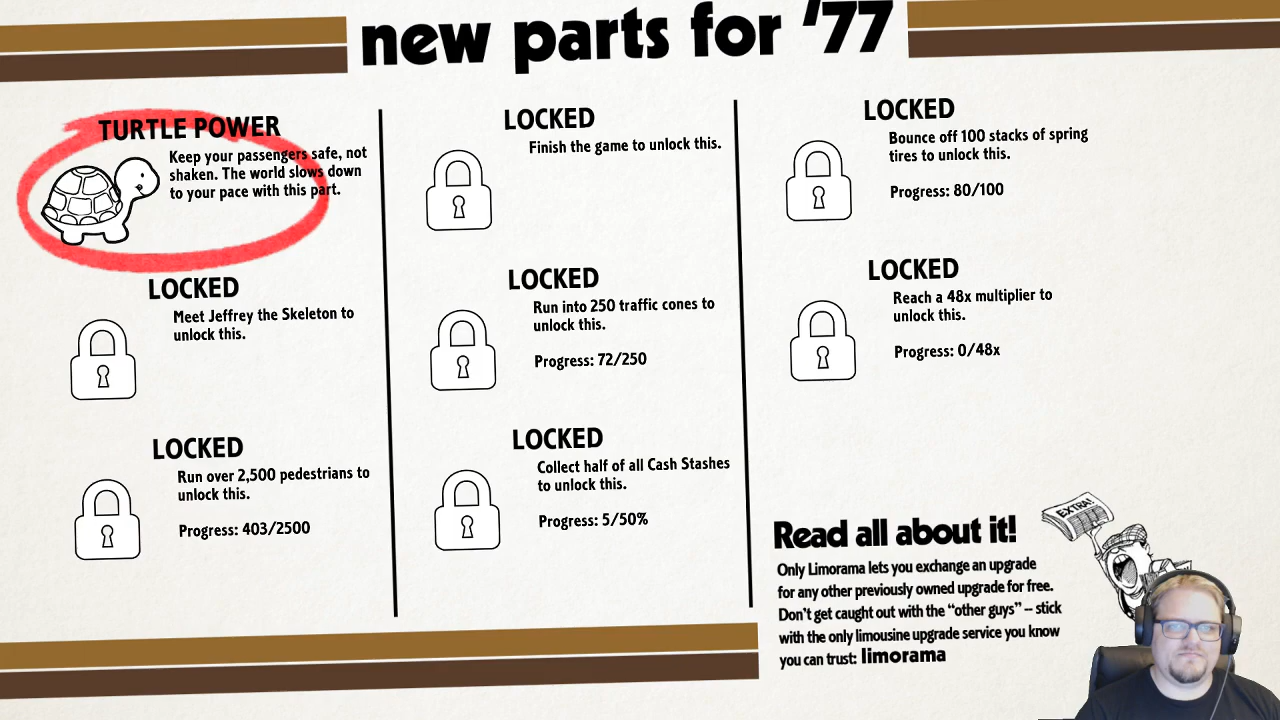 new parts for '77
TURTLE POWER
Keep your passengers safe, not
shaken. The world slows down
to your pace with this part.
LOCKED
Meet Jeffrey the Skeleton to
unlock this.
LOCKED
Run over 2,500 pedestrians to
unlock this.
Progress: 403/2500
LOCKED
Finish the game to unlock this.
LOCKED
Run into 250 traffic cones to
unlock this.
Progress: 72/250
LOCKED
Collect half of all Cash Stashes
to unlock this.
Progress: 5/50%
LOCKED
Bounce off 100 stacks of spring
tires to unlock this.
Progress: 80/100
LOCKED
Reach a 48x multiplier to
unlock this.
Progress: 0/48x
EXTRA!
Read all about it!
Only Limorama lets you exchange an upgrade
for any other previously owned upgrade for free.
Don't get caught out with the "other guys" – stick
with the only limousine upgrade service you know
you can trust: limorama